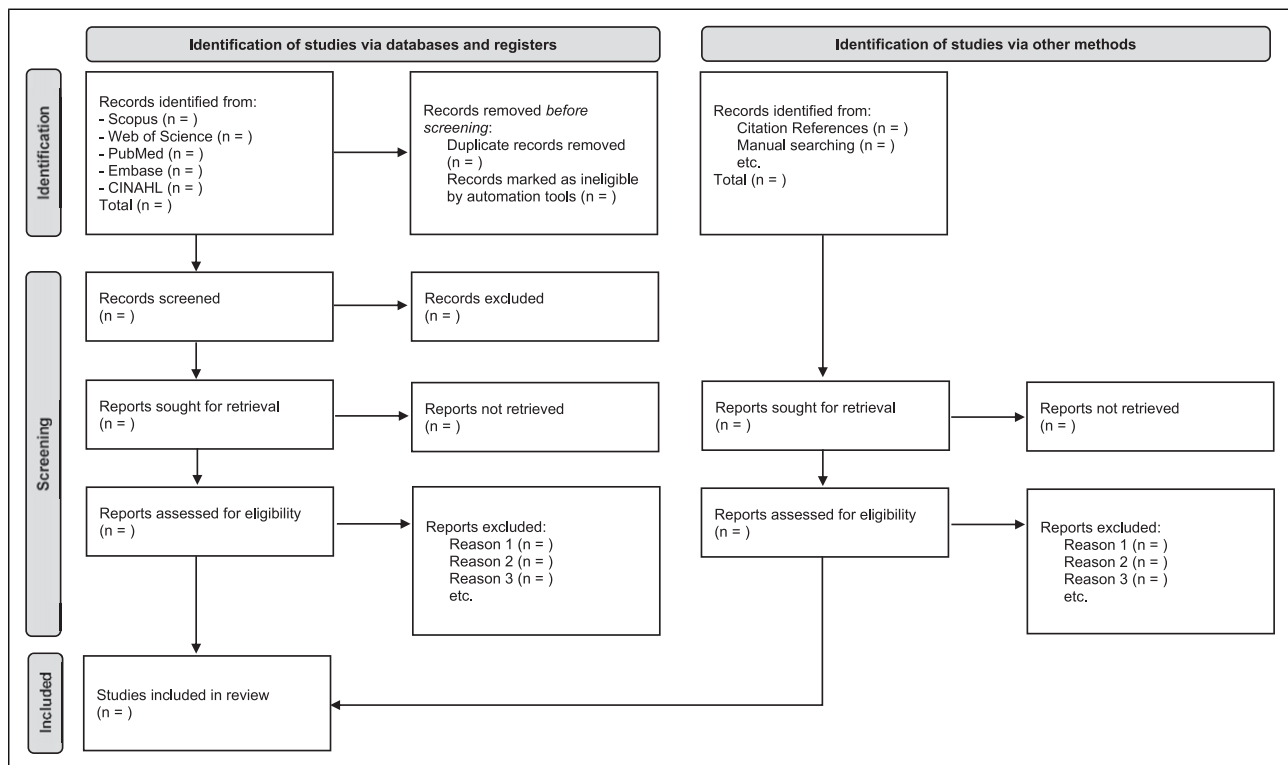 Identification of studies via databases and registers
Identification of studies via other methods
Identification
Records identified from:
- Scopus (n = )
- Web of Science (n = )
- PubMed (n = )
- Embase (n = )
- CINAHL (n = )
Total (n = )
Records removed before
screening:
Duplicate records removed
(n = )
Records marked as ineligible
by automation tools (n = )
Records identified from:
Citation References (n = )
Manual searching (n = )
etc.
Total (n = )
Screening
Records screened
(n = )
Records excluded
(n = )
Reports sought for retrieval
(n = )
Reports not retrieved
(n = )
Reports sought for retrieval
(n = )
Reports not retrieved
(n = )
Reports assessed for eligibility
(n = )
Reports excluded:
Reason 1 (n = )
Reason 2 (n = )
Reason 3 (n = )
etc.
Reports assessed for eligibility
(n = )
Reports excluded:
Reason 1 (n = )
Reason 2 (n = )
Reason 3 (n = )
etc.
Included
Studies included in review
(n = )